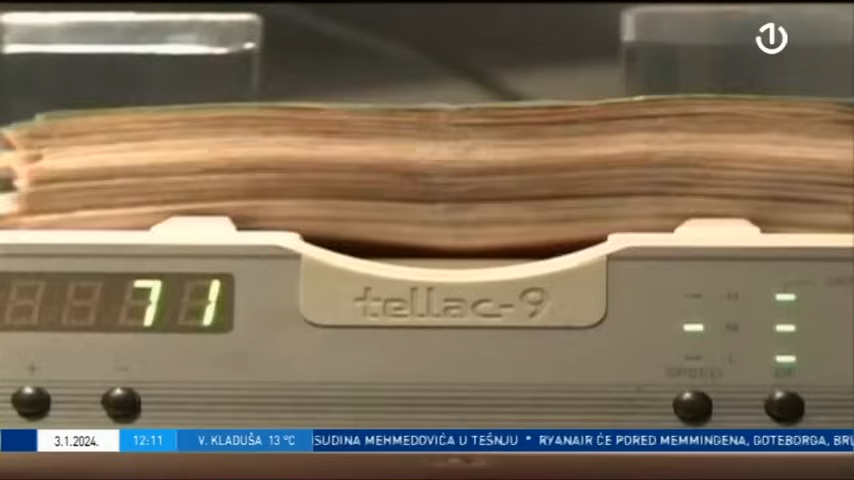 71
tellac-9
SPEED
3.1.2024.
12:11
V. KLADUŠA 13 °C
ISUDINA MEHMEDOVIĆA U TEŠNJU * RYANAIR ĆE PORED MEMMINGENA, GOTEBORGA, BRU